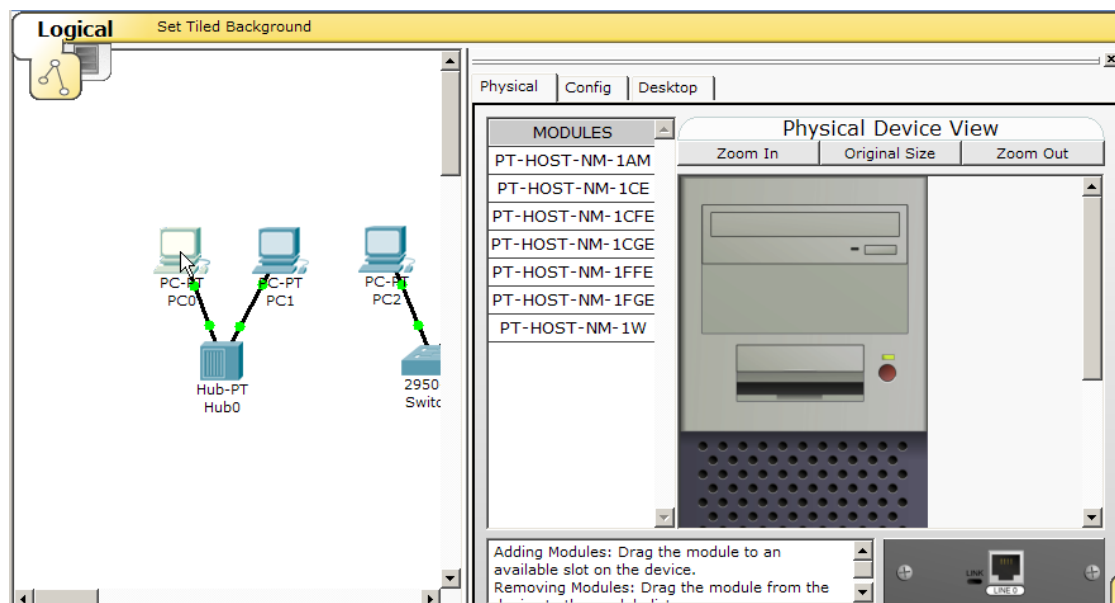 Logical
Set Tiled Background
Physical
Config
Desktop
MODULES
PT-HOST-NM-1AM
PT-HOST-NM-1CE
PT-HOST-NM-1CFE
PT-HOST-NM-1CGE
PT-HOST-NM-1FFE
PT-HOST-NM-1FGE
PT-HOST-NM-1W
Physical Device View
Zoom In
Original Size
Zoom Out
PC-PT
PC0
PC-PT
PC1
PC-PT
PC2
Hub-PT
Hub0
2950
Switc
Adding Modules: Drag the module to an
available slot on the device.
Removing Modules: Drag the module from the
LINK
LINE 0